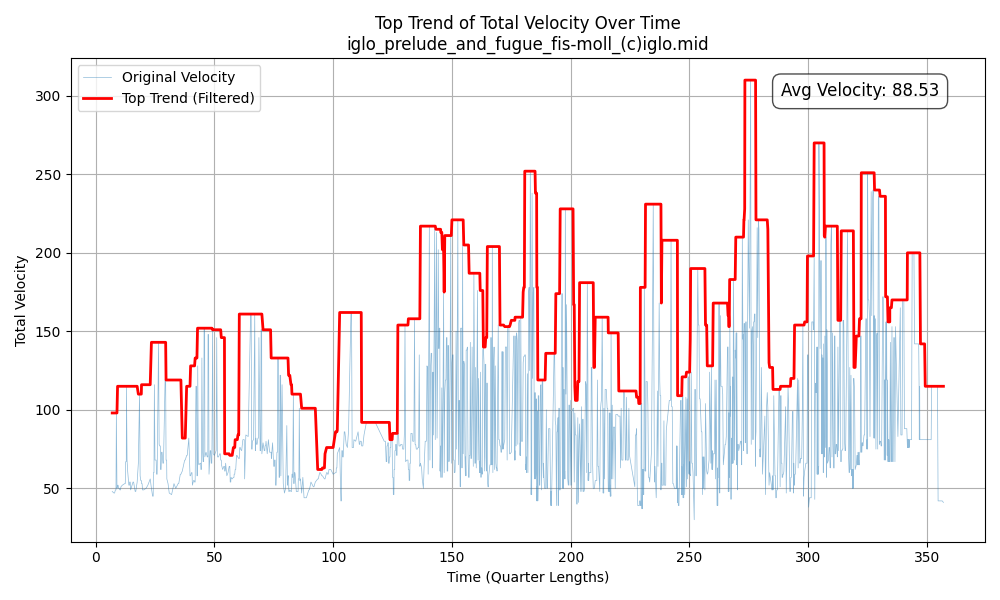 Top Trend of Total Velocity Over Time
iglo_prelude_and_fugue_fis-moll_(c)iglo.mid
Original Velocity
Top Trend (Filtered)
Avg Velocity: 88.53
Total Velocity
300
250
200
150
100
50
0 50 100 150 200 250 300 350
Time (Quarter Lengths)